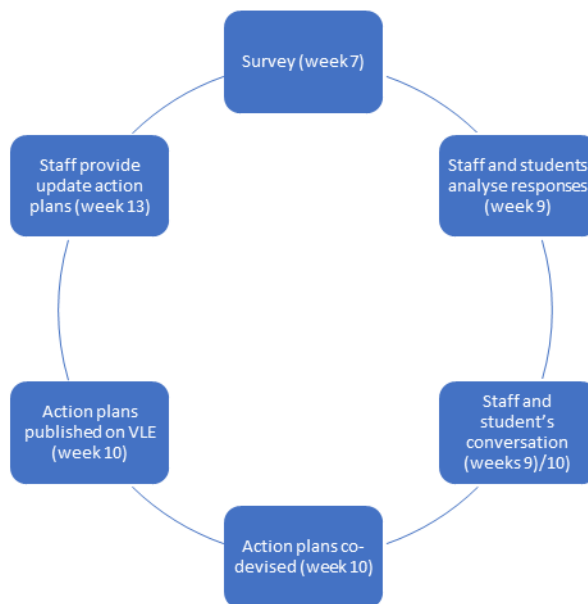 Survey (week 7)
Staff and students
analyse responses
(week 9)
Staff and
student's
conversation
(weeks 9)/10)
Action plans co-
devised (week 10)
Action plans
published on VLE
(week 10)
Staff provide
update action
plans (week 13)